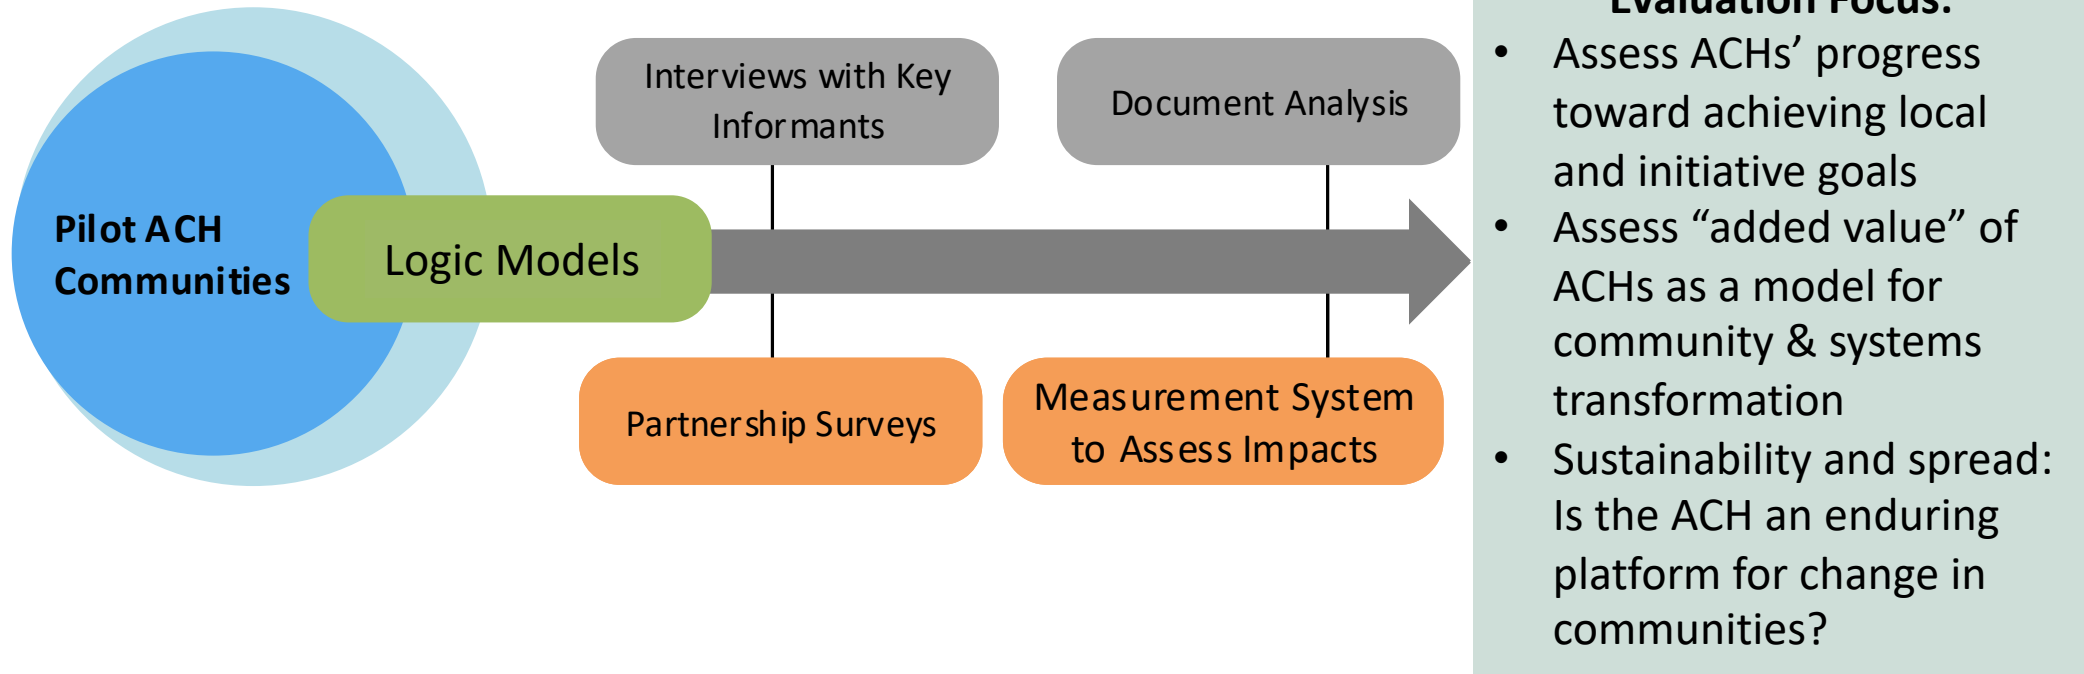 Pilot ACH
Communities
Logic Models
Interviews with Key
Informants
Document Analysis
Partnership Surveys
Measurement System
to Assess Impacts
Evaluation Focus:
• Assess ACHs’ progress
toward achieving local
and initiative goals
• Assess “added value” of
ACHs as a model for
community & systems
transformation
• Sustainability and spread:
Is the ACH an enduring
platform for change in
communities?